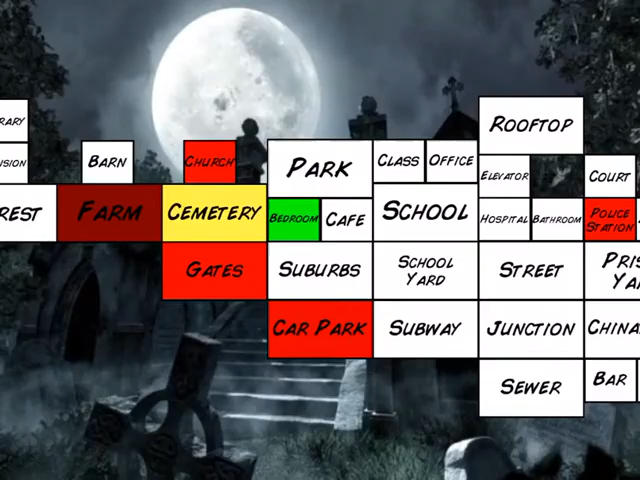 ROOFTOP
RARY
BARN
CHURCH
PARK
CLASS
OFFICE
ELEVATOR
COURT
REST
FARM
CEMETERY
BEDROOM
CAFE
SCHOOL
HOSPITAL
BATHROOM
POLICE
STATION
GATES
SUBURBS
SCHOOL
YARD
STREET
PRIS
YA
CAR PARK
SUBWAY
JUNCTION
CHINA
SEWER
BAR